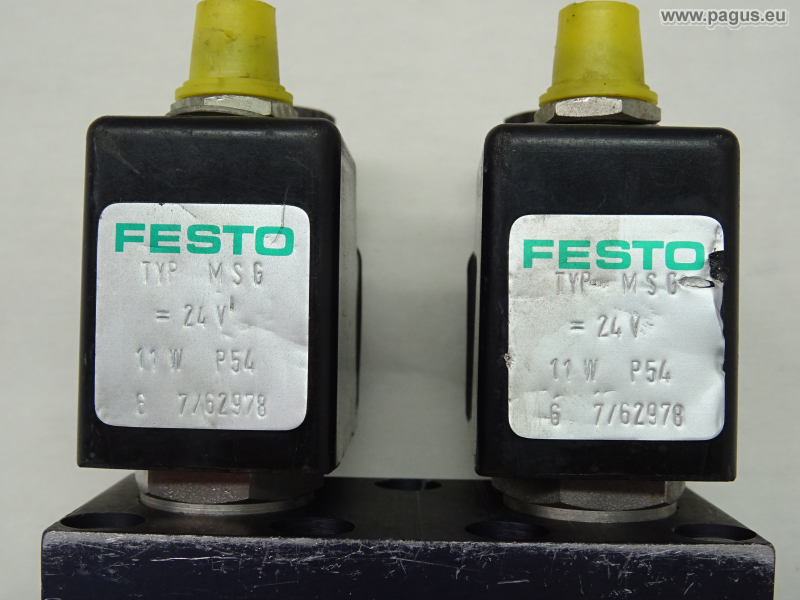 www.pagus.eu
FESTO
TYP MSG
= 24 V
11 W P54
6 7/62978
FESTO
TYP MSG
= 24 V
11 W P54
6 7/62978